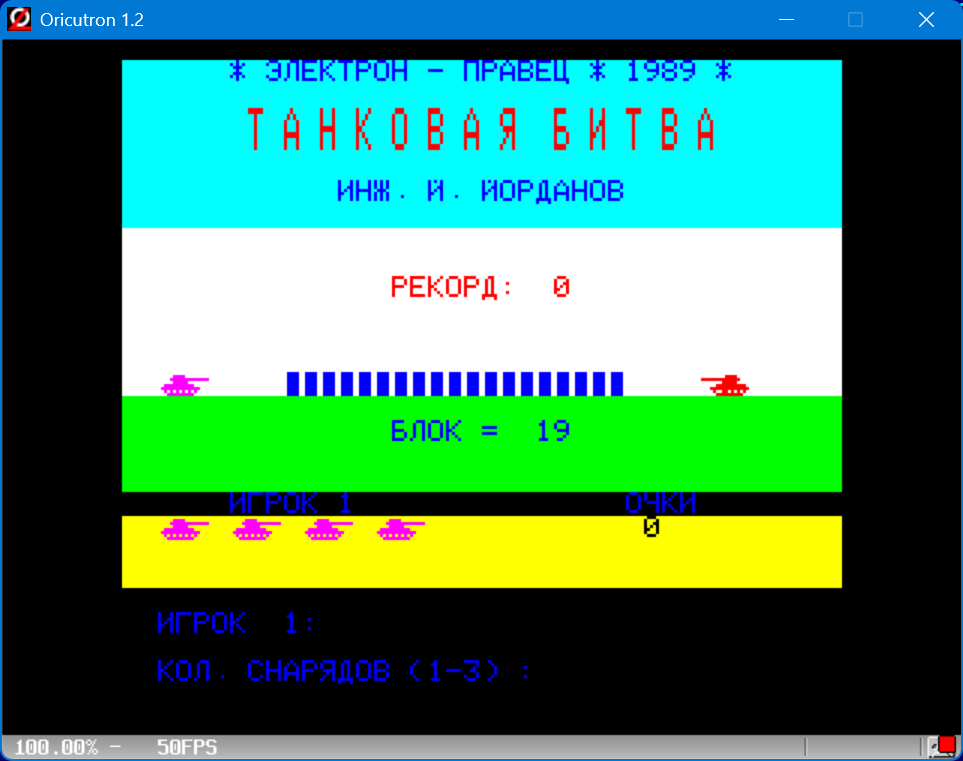 Oricutron 1.2
* ЭЛЕКТРОН - ПРАВЕЦ * 1989 *
ТАНКОВАЯ БИТВА
ИНЖ. Й. ЙОРДАНОВ
РЕКОРД: 0
БЛОК = 19
ИГРОК 1 ОЧКИ
0
ИГРОК 1:
КОЛ. СНАРЯДОВ (1-3) :
100.00% - 50FPS